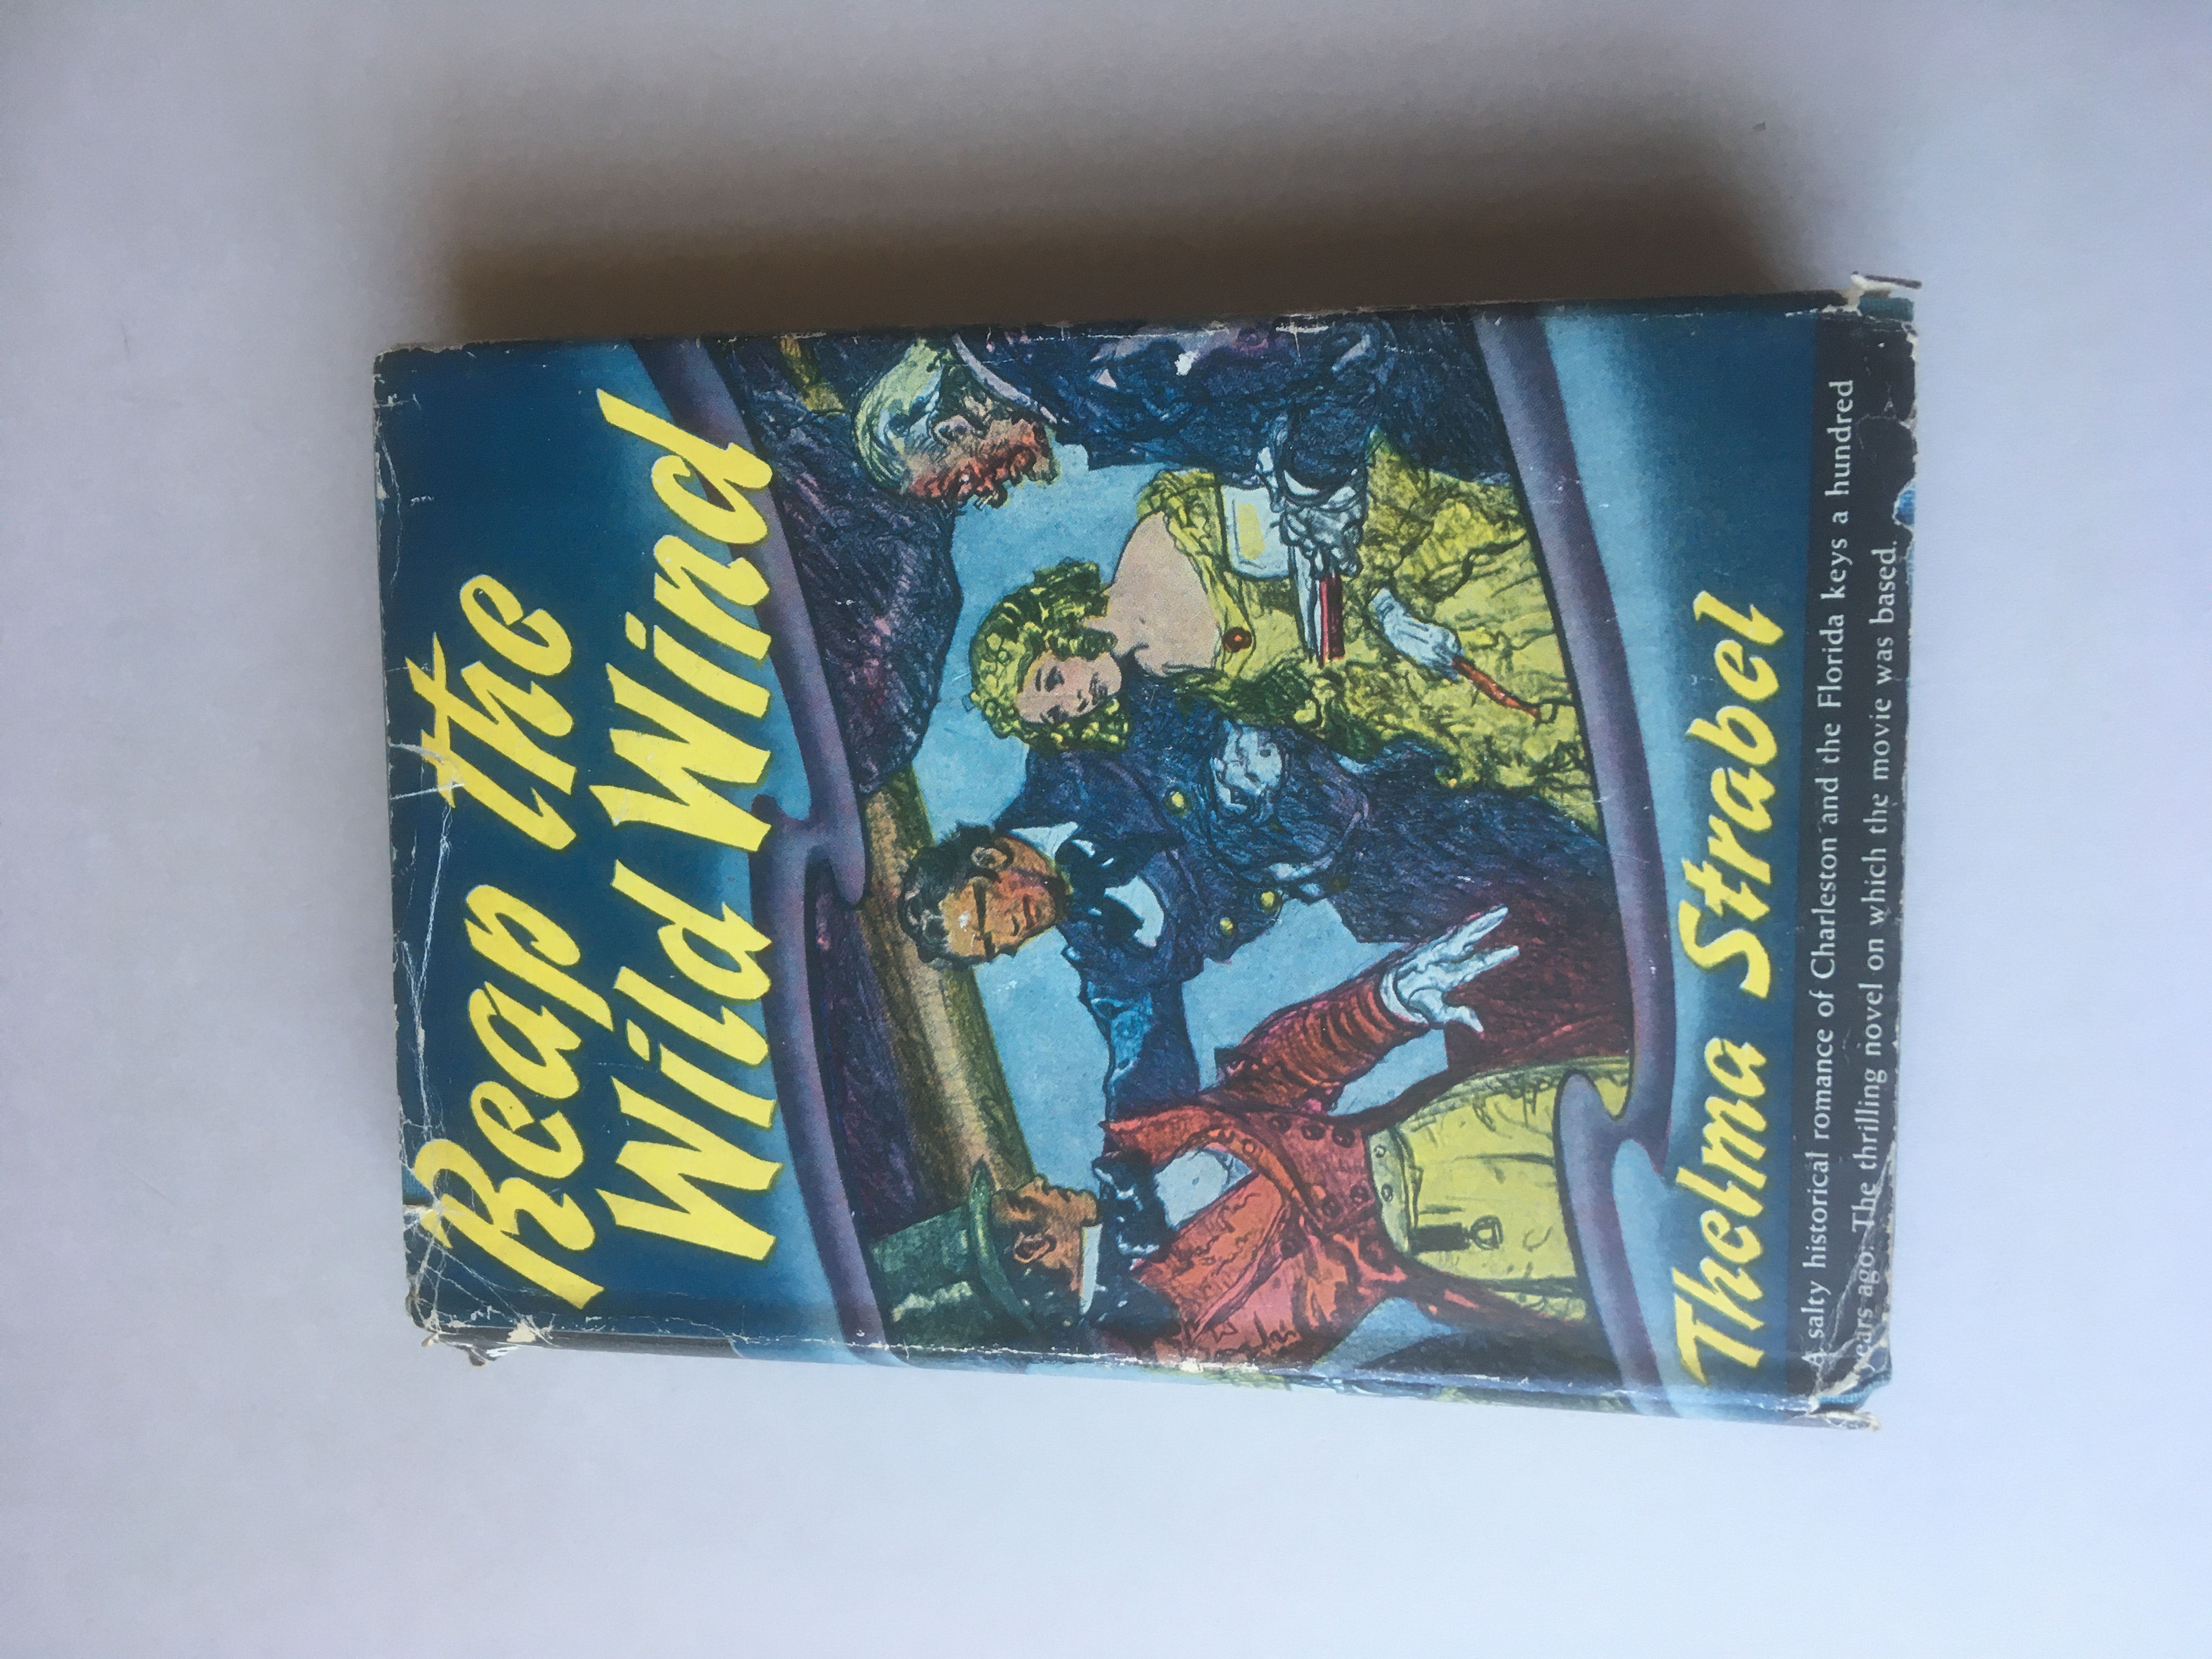 Reap the
Wild Wind
Thelma Strabel
A salty historical romance of Charleston and the Florida keys a hundred
years ago. The thrilling novel on which the movie was based.